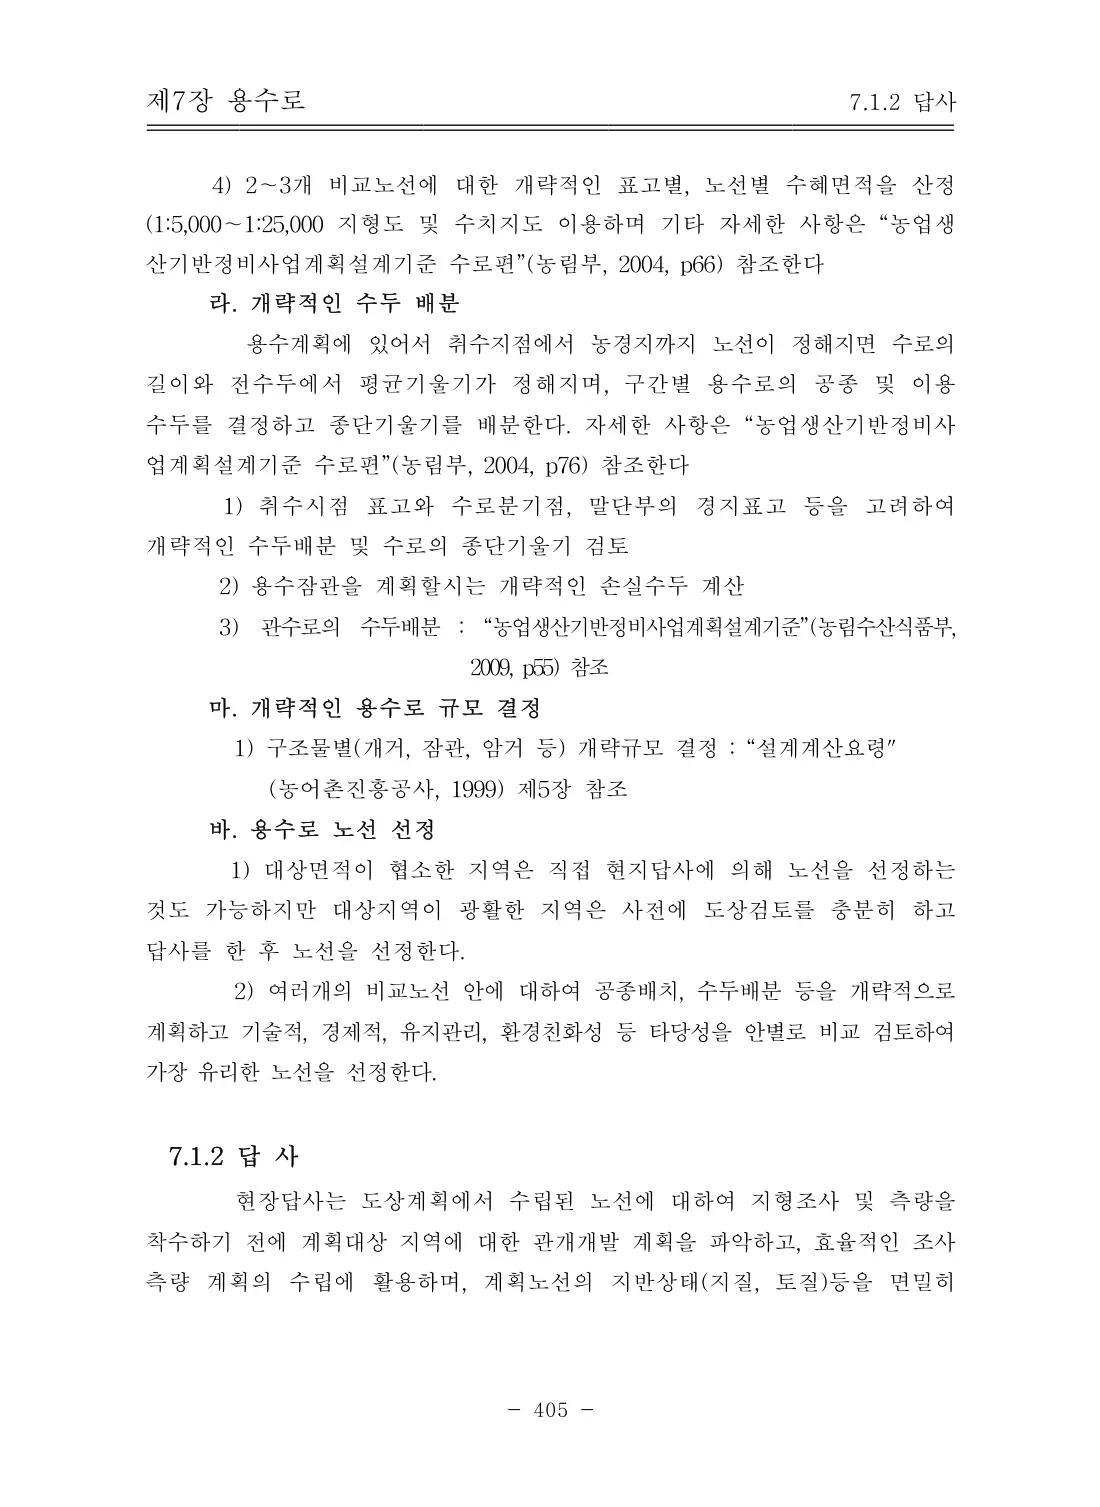 제7장 용수로
7.1.2 답사
4) 2~3개 비교노선에 대한 개략적인 표고별, 노선별 수혜면적을 산정
(1:5,000~1:25,000 지형도 및 수치지도 이용하며 기타 자세한 사항은 “농업생
산기반정비사업계획설계기준 수로편”(농림부, 2004, p66) 참조한다
라. 개략적인 수두 배분
용수계획에 있어서 취수지점에서 농경지까지 노선이 정해지면 수로의
길이와 전수두에서 평균기울기가 정해지며, 구간별 용수로의 공종 및 이용
수두를 결정하고 종단기울기를 배분한다. 자세한 사항은 “농업생산기반정비사
업계획설계기준 수로편”(농림부, 2004, p76) 참조한다
1) 취수시점 표고와 수로분기점, 말단부의 경지표고 등을 고려하여
개략적인 수두배분 및 수로의 종단기울기 검토
2) 용수잠관을 계획할시는 개략적인 손실수두 계산
3) 관수로의 수두배분 : “농업생산기반정비사업계획설계기준”(농림수산식품부,
2009, p55) 참조
마. 개략적인 용수로 규모 결정
1) 구조물별(개거, 잠관, 암거 등) 개략규모 결정 : “설계계산요령″
(농어촌진흥공사, 1999) 제5장 참조
바. 용수로 노선 선정
1) 대상면적이 협소한 지역은 직접 현지답사에 의해 노선을 선정하는
것도 가능하지만 대상지역이 광활한 지역은 사전에 도상검토를 충분히 하고
답사를 한 후 노선을 선정한다.
2) 여러개의 비교노선 안에 대하여 공종배치, 수두배분 등을 개략적으로
계획하고 기술적, 경제적, 유지관리, 환경친화성 등 타당성을 안별로 비교 검토하여
가장 유리한 노선을 선정한다.
7.1.2 답 사
현장답사는 도상계획에서 수립된 노선에 대하여 지형조사 및 측량을
착수하기 전에 계획대상 지역에 대한 관개개발 계획을 파악하고, 효율적인 조사
측량 계획의 수립에 활용하며, 계획노선의 지반상태(지질, 토질)등을 면밀히
- 405 -